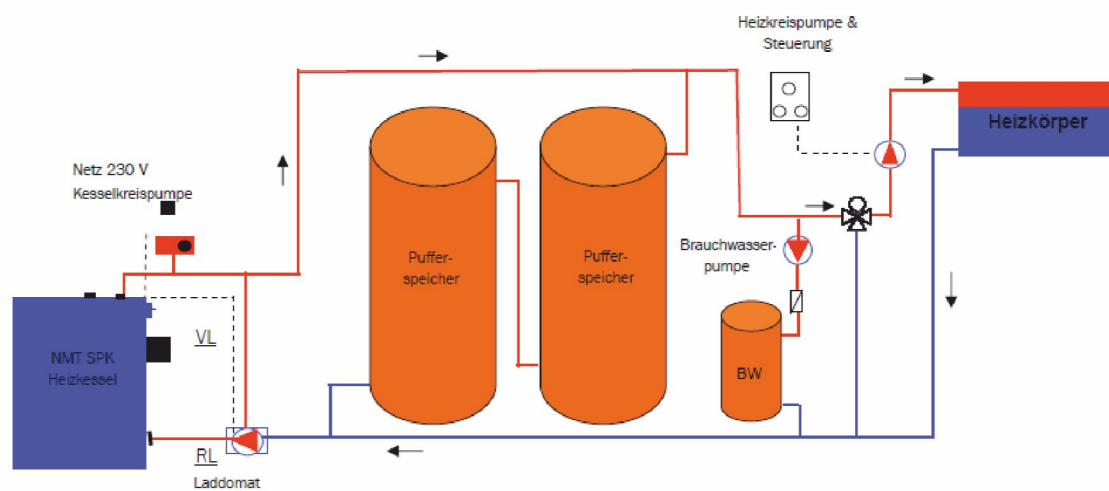 Heizkreispumpe &
Steuerung
Heizkörper
Netz 230 V
Kesselkreispumpe
Puffer-
speicher
Puffer-
speicher
Brauchwasser-
pumpe
VL
NMT SPK
Heizkessel
BW
RL
Laddomat